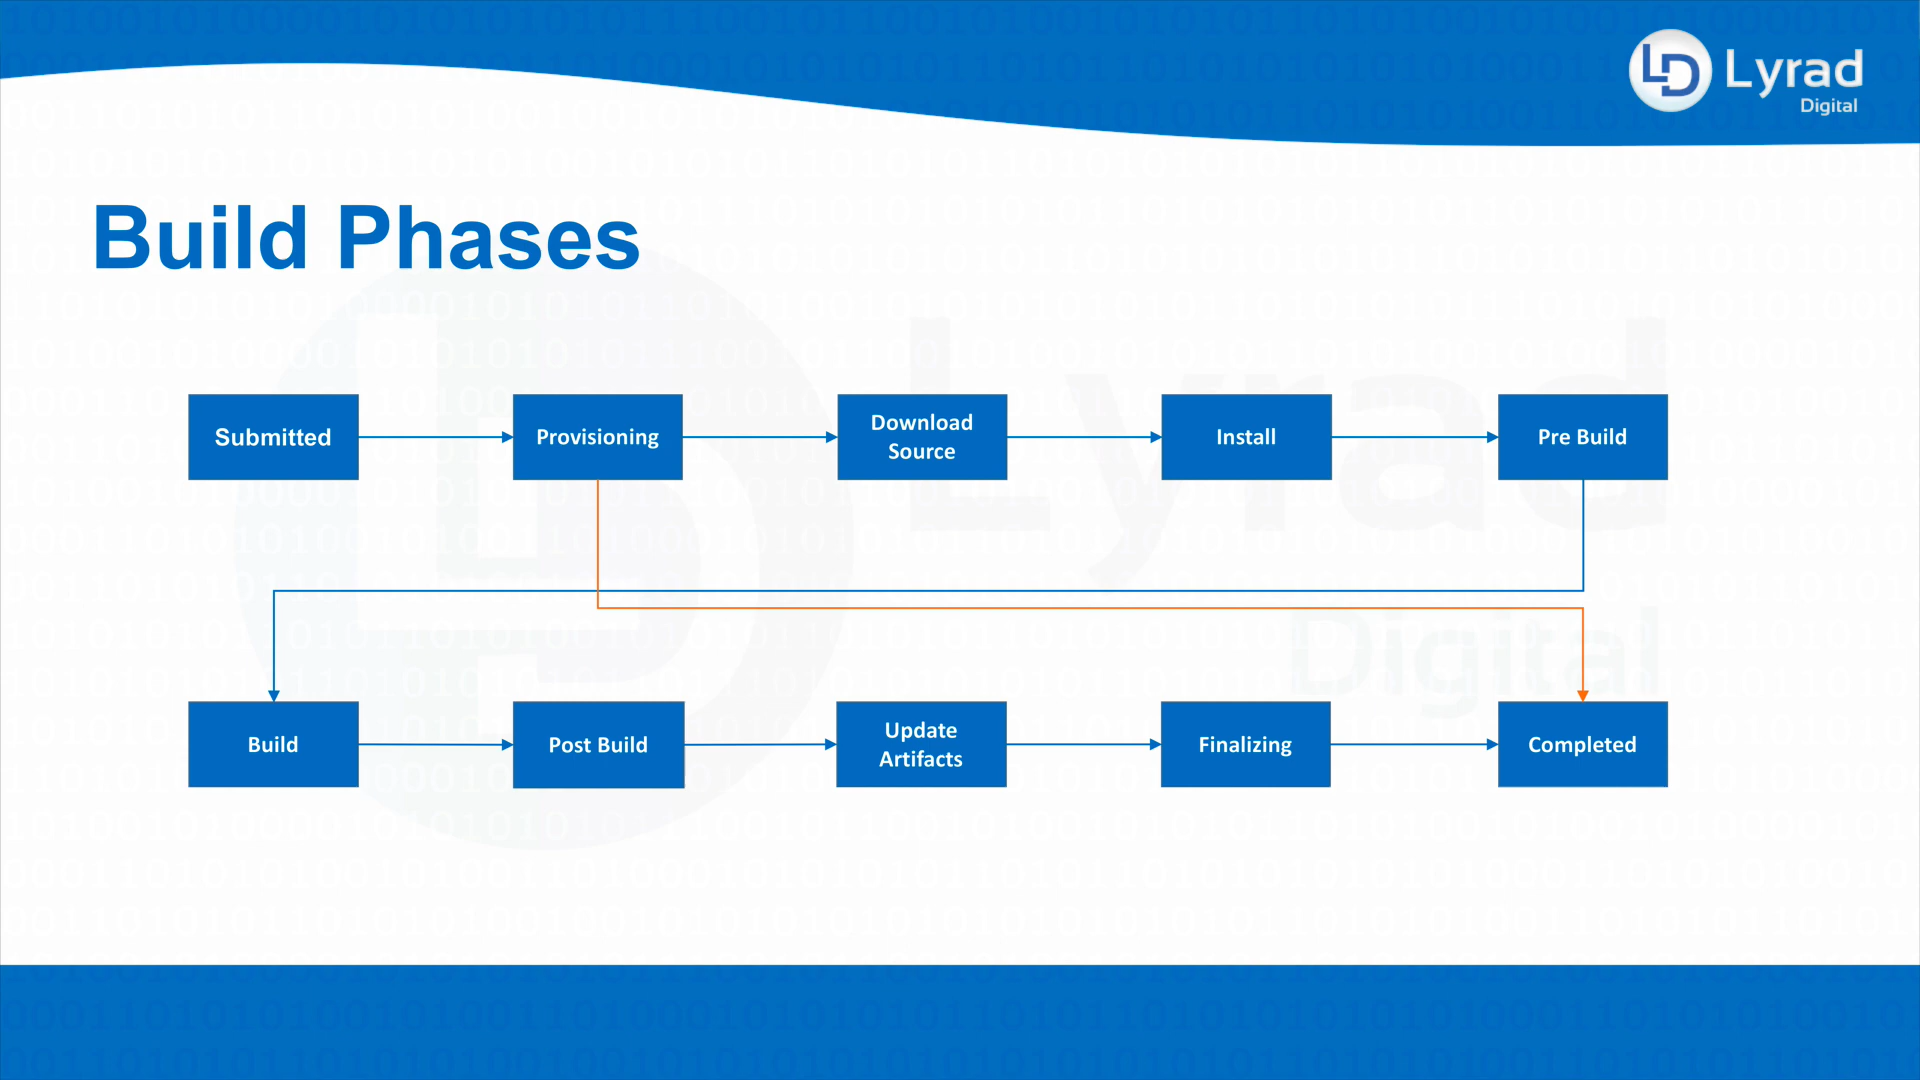 Lyrad
Digital
Build Phases
Submitted
Provisioning
Download
Source
Install
Pre Build
Build
Post Build
Update
Artifacts
Finalizing
Completed